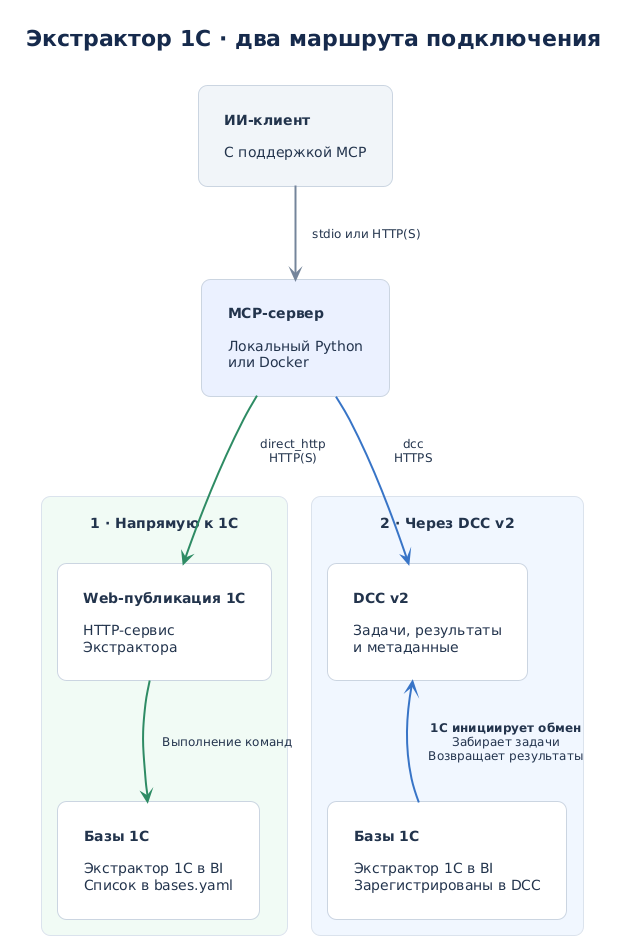 Экстрактор 1С · два маршрута подключения
ИИ-клиент
С поддержкой MCP
stdio или HTTP(S)
MCP-сервер
Локальный Python
или Docker
direct_http
HTTP(S)
dcc
HTTPS
1 · Напрямую к 1С
Web-публикация 1С
HTTP-сервис
Экстрактора
Выполнение команд
Базы 1С
Экстрактор 1С в BI
Список в bases.yaml
2 · Через DCC v2
DCC v2
Задачи, результаты
и метаданные
1С инициирует обмен
Забирает задачи
Возвращает результаты
Базы 1С
Экстрактор 1С в BI
Зарегистрированы в DCC